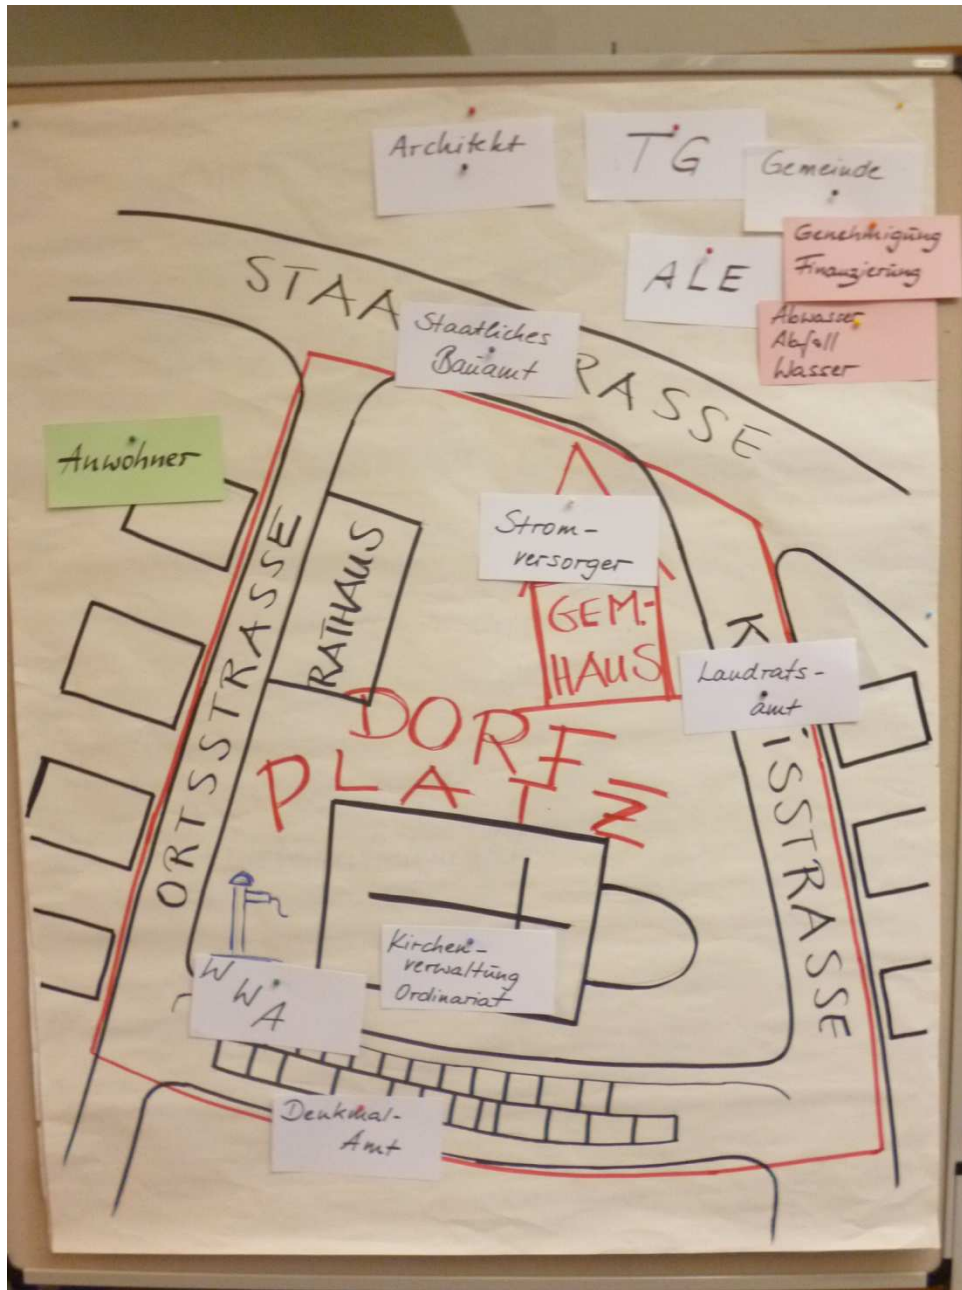 Architekt
TG
Gemeinde
Genehmigung
Finanzierung
ALE
Abwasser
Abfall
Wasser
STAA
RASSE
Staatliches
Bauamt
Anwohner
Strom-
versorger
ORTSSTRASSE
RATHAUS
GEM-
HAUS
Landrats-
amt
K
ISSTRASSE
DORF
PLATZ
Kirchen-
verwaltung
Ordinariat
WWA
Denkmal-
Amt